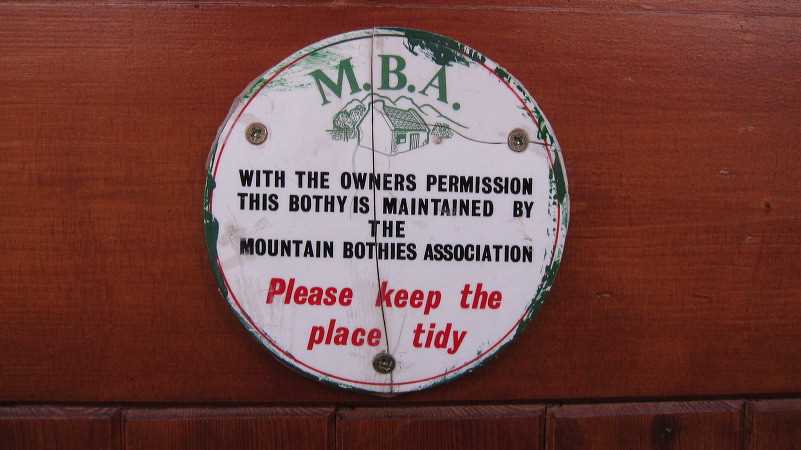 M.B.A.
WITH THE OWNERS PERMISSION
THIS BOTHY IS MAINTAINED BY
THE
MOUNTAIN BOTHIES ASSOCIATION
Please keep the
place tidy